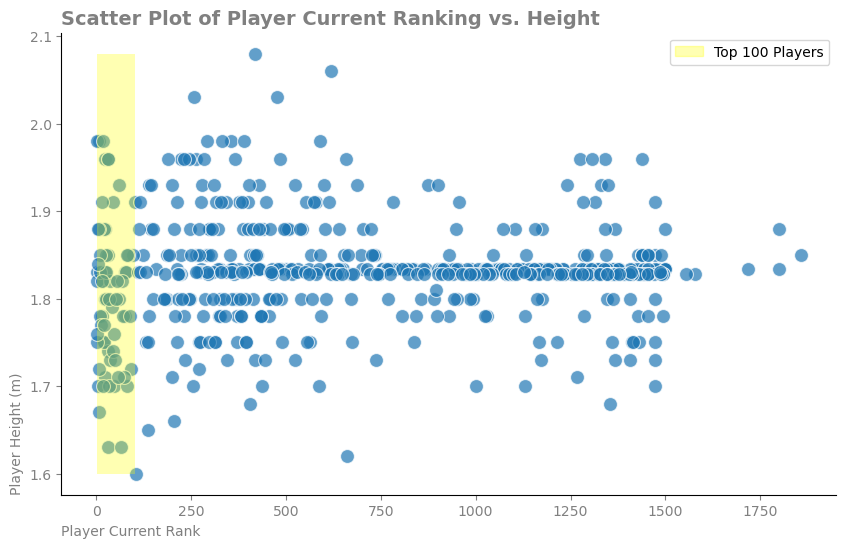 Scatter Plot of Player Current Ranking vs. Height
Top 100 Players
2.1
2.0
1.9
1.8
1.7
1.6
Player Height (m)
0 250 500 750 1000 1250 1500 1750
Player Current Rank